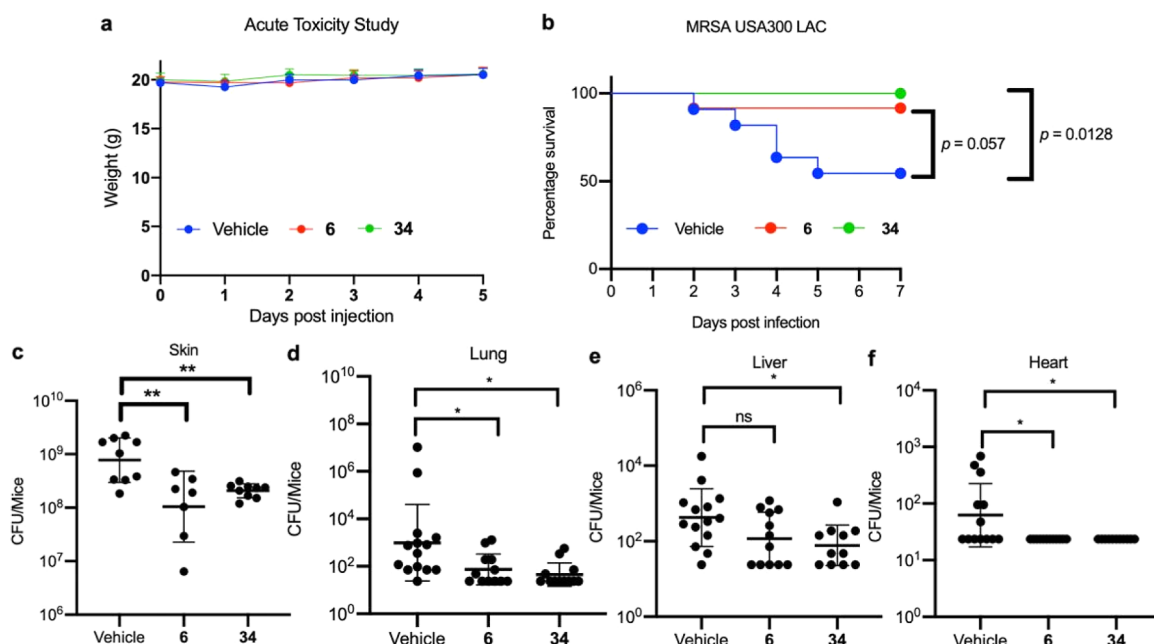 a
Acute Toxicity Study
Weight (g)
20
15
10
5
0
Vehicle 6 34
0 1 2 3 4 5
Days post injection
b
MRSA USA300 LAC
Percentage survival
100
50
0
p = 0.057
p = 0.0128
Vehicle 6 34
0 1 2 3 4 5 6 7
Days post infection
c
Skin
CFU/Mice
10^10
10^9
10^8
10^7
10^6
**
**
Vehicle 6 34
d
Lung
CFU/Mice
10^10
10^8
10^6
10^4
10^2
10^0
*
*
Vehicle 6 34
e
Liver
CFU/Mice
10^6
10^4
10^2
10^0
*
ns
Vehicle 6 34
f
Heart
CFU/Mice
10^4
10^3
10^2
10^1
10^0
*
*
Vehicle 6 34